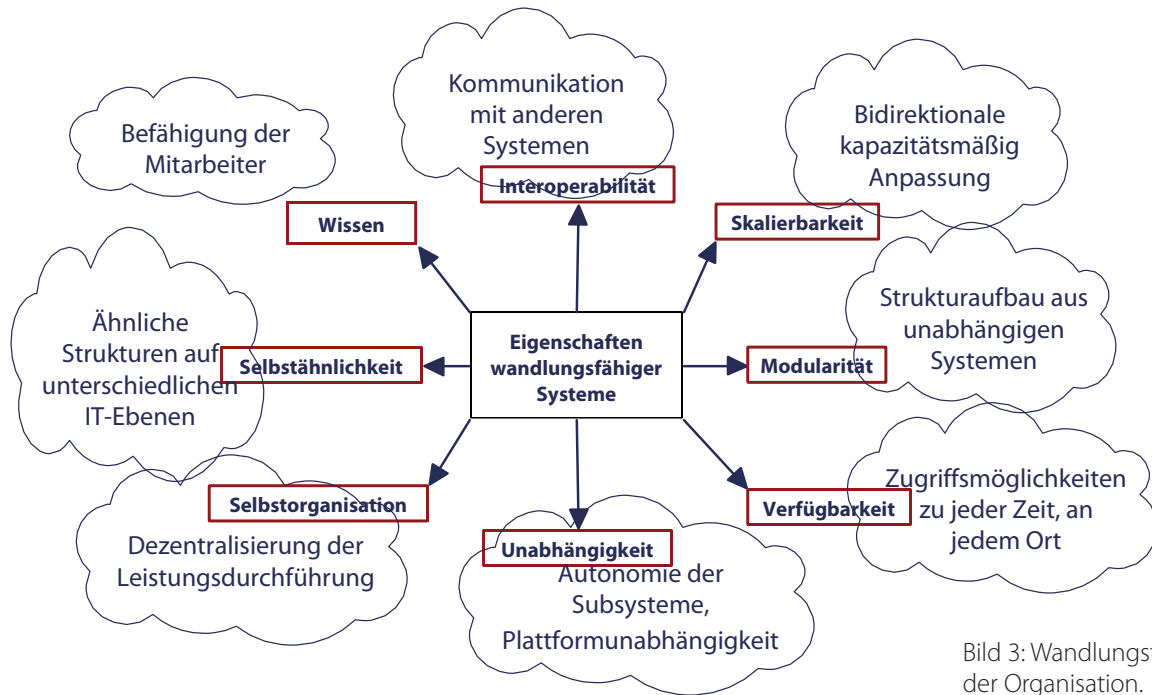 Kommunikation
mit anderen
Systemen
Interoperabilität
Befähigung der
Mitarbeiter
Wissen
Bidirektionale
kapazitätsmäßig
Anpassung
Skalierbarkeit
Ähnliche
Strukturen auf
unterschiedlichen
IT-Ebenen
Selbstähnlichkeit
Eigenschaften
wandlungsfähiger
Systeme
Modularität
Strukturaufbau aus
unabhängigen
Systemen
Selbstorganisation
Dezentralisierung der
Leistungsdurchführung
Unabhängigkeit
Autonomie der
Subsysteme,
Plattformunabhängigkeit
Verfügbarkeit
Zugriffsmöglichkeiten
zu jeder Zeit, an
jedem Ort
Bild 3:
der Organisation.